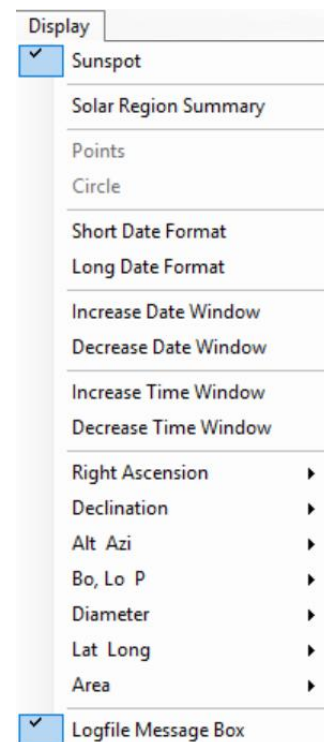 Display
Sunspot
Solar Region Summary
Points
Circle
Short Date Format
Long Date Format
Increase Date Window
Decrease Date Window
Increase Time Window
Decrease Time Window
Right Ascension
Declination
Alt Azi
Bo, Lo P
Diameter
Lat Long
Area
Logfile Message Box